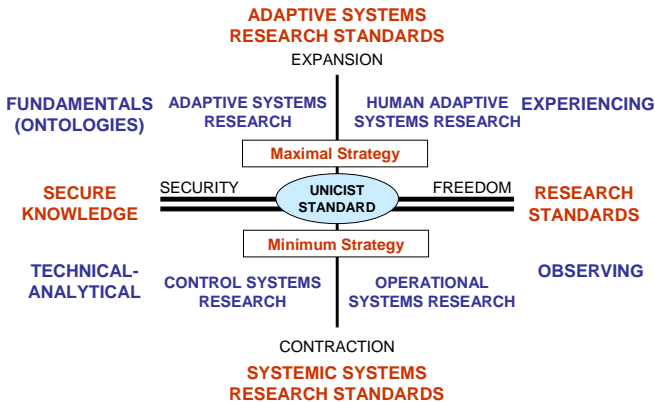 ADAPTIVE SYSTEMS
RESEARCH STANDARDS
EXPANSION
FUNDAMENTALS
(ONTOLOGIES)
ADAPTIVE SYSTEMS
RESEARCH
HUMAN ADAPTIVE
SYSTEMS RESEARCH
EXPERIENCING
Maximal Strategy
SECURE
KNOWLEDGE
SECURITY
UNICIST
STANDARD
FREEDOM
RESEARCH
STANDARDS
Minimum Strategy
TECHNICAL-
ANALYTICAL
CONTROL SYSTEMS
RESEARCH
OPERATIONAL
SYSTEMS RESEARCH
OBSERVING
CONTRACTION
SYSTEMIC SYSTEMS
RESEARCH STANDARDS